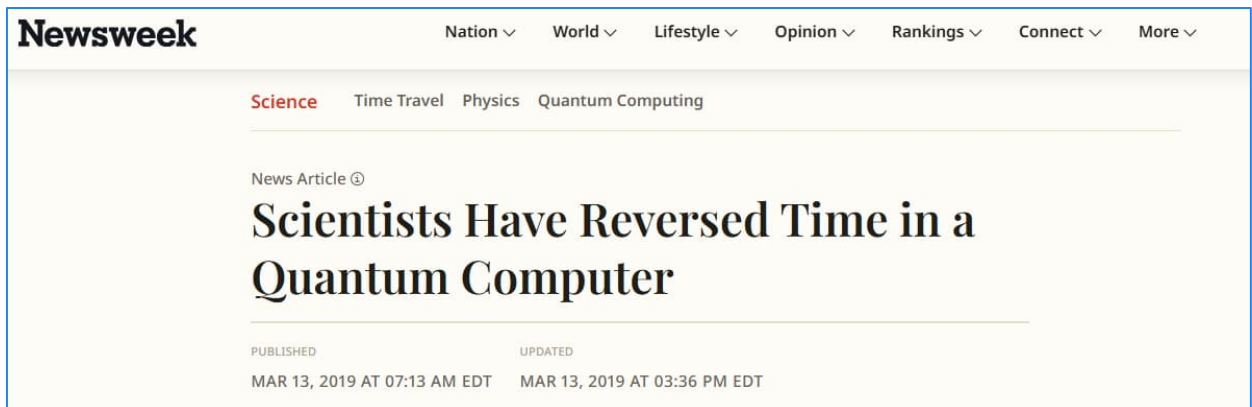 Newsweek Nation World Lifestyle Opinion Rankings Connect More
Science Time Travel Physics Quantum Computing
News Article
Scientists Have Reversed Time in a
Quantum Computer
PUBLISHED UPDATED
MAR 13, 2019 AT 07:13 AM EDT MAR 13, 2019 AT 03:36 PM EDT